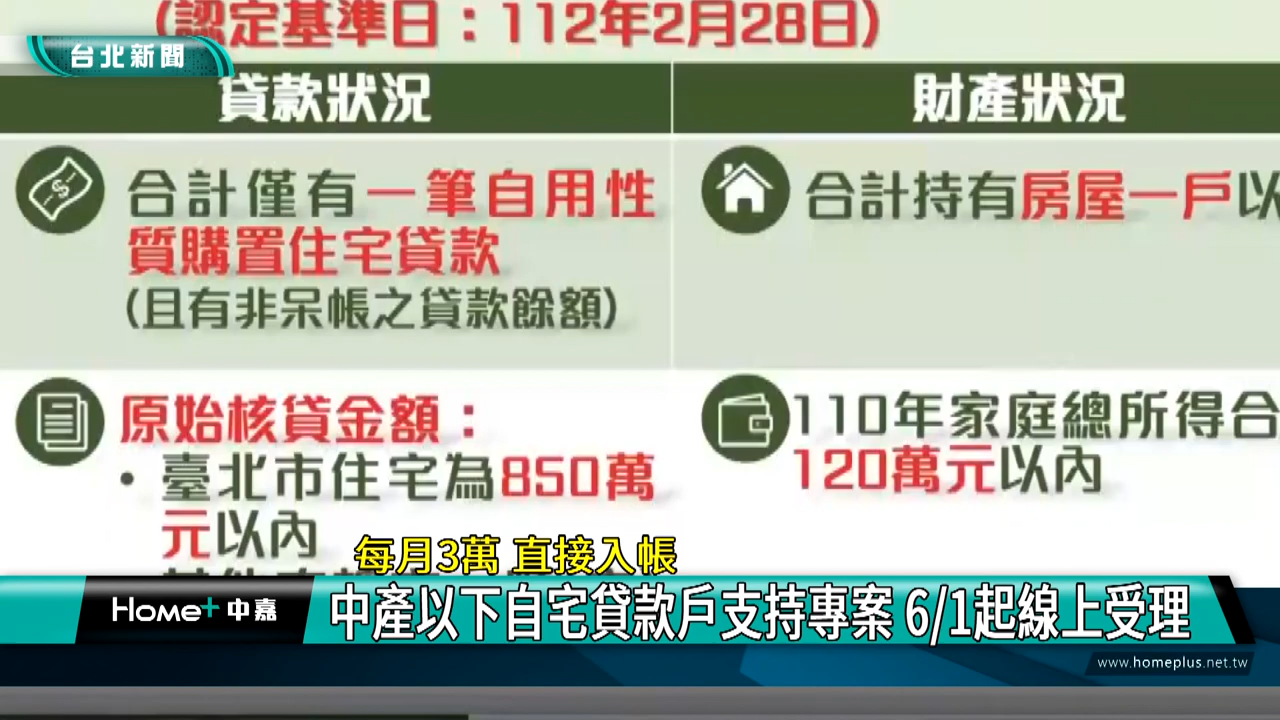 (認定基準日：112年2月28日)
台北新聞
貸款狀況
財產狀況
合計僅有一筆自用性
質購置住宅貸款
(且有非呆帳之貸款餘額)
合計持有房屋一戶以
原始核貸金額：
• 臺北市住宅為850萬
元以內
110年家庭總所得合
120萬元以內
每月3萬 直接入帳
Home+中嘉
中產以下自宅貸款戶支持專案 6/1起線上受理
www.homeplus.net.tw